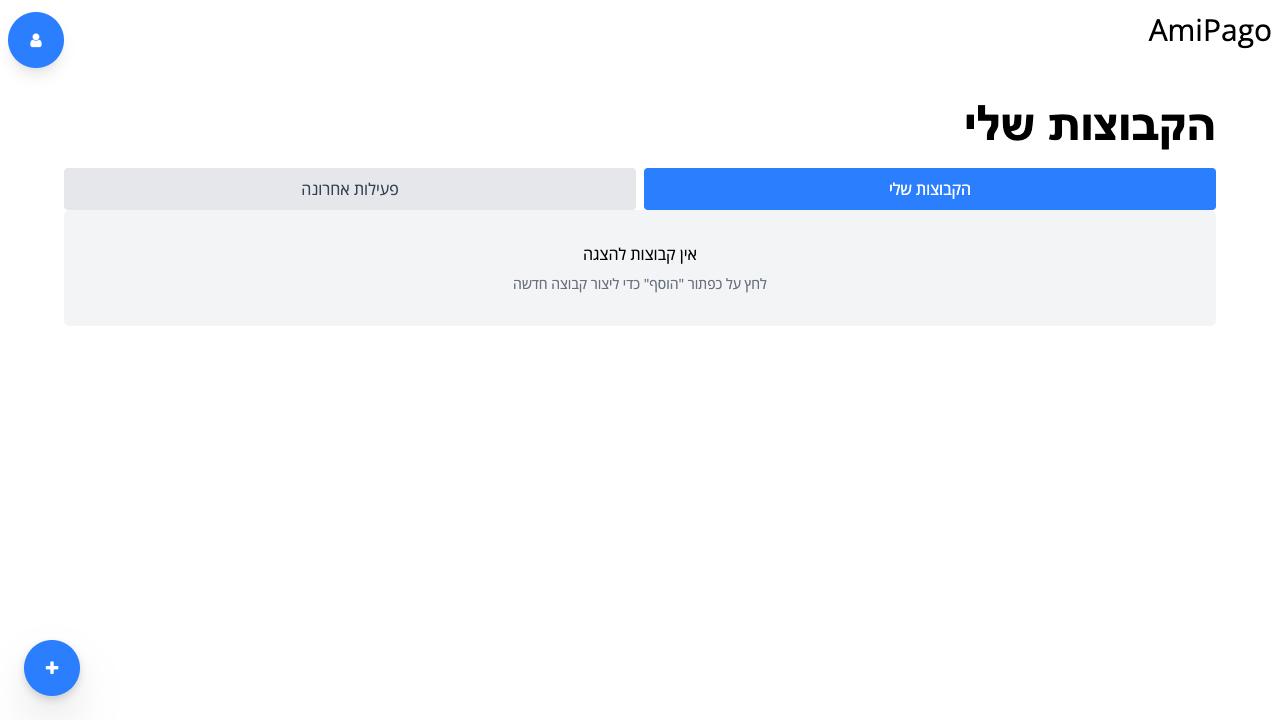 AmiPago
הקבוצות שלי
הקבוצות שלי
פעילות אחרונה
אין קבוצות להצגה
לחץ על כפתור "הוסף" כדי ליצור קבוצה חדשה